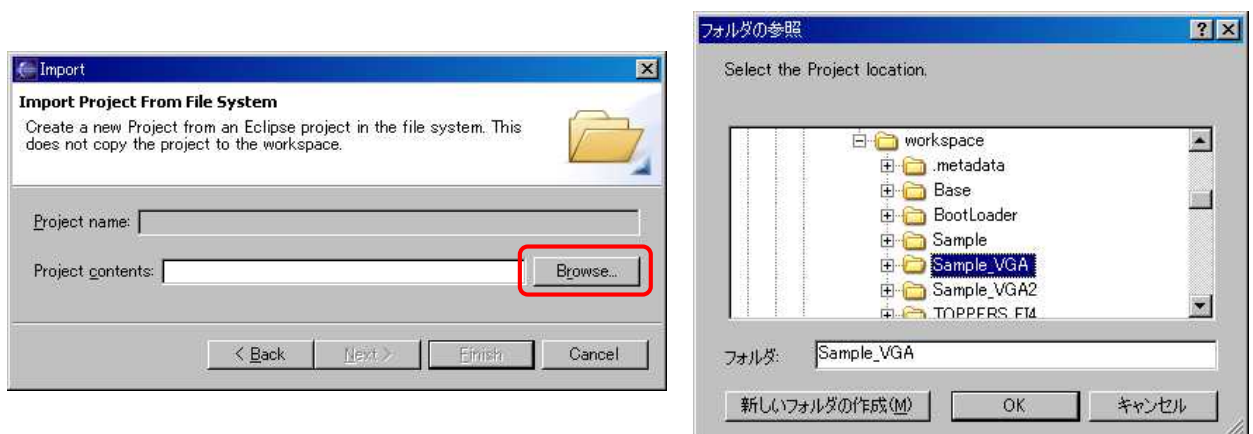 Import
Import Project From File System
Create a new Project from an Eclipse project in the file system. This
does not copy the project to the workspace.
Project name:
Project contents:
Browse...
< Back
Next >
Finish
Cancel
フォルダの参照
Select the Project location.
workspace
.metadata
Base
BootLoader
Sample
Sample_VGA
Sample_VGA2
TOPPERS_FI4
フォルダ: Sample_VGA
新しいフォルダの作成(M)
OK
キャンセル